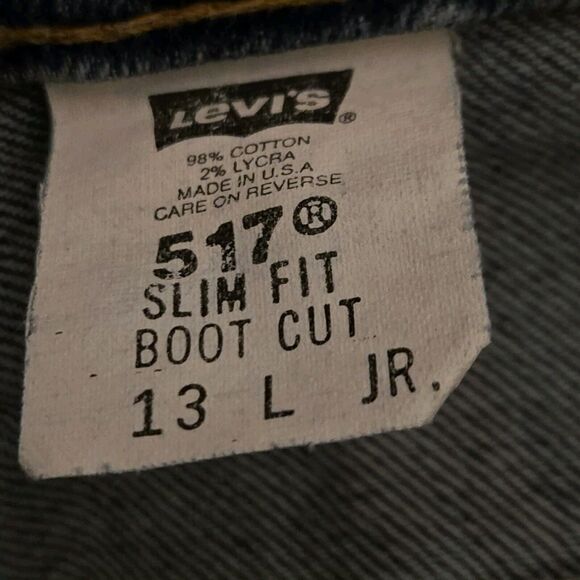 Levi's ®
98% COTTON
2% LYCRA
MADE IN U.S.A
CARE ON REVERSE
517®
SLIM FIT
BOOT CUT
13 L JR.